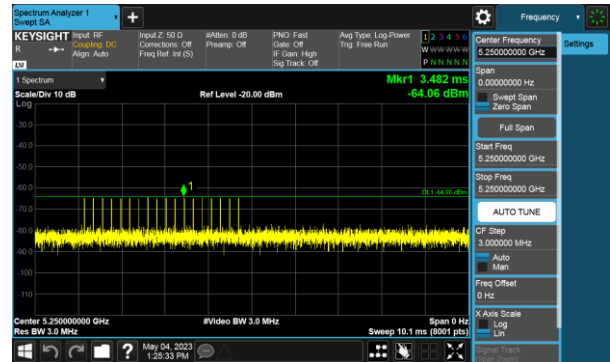 Spectrum Analyzer 1
Swept SA
Frequency
KEYSIGHT Input: RF
R
Coupling: DC
Align: Auto
LXI
Input Z: 50 Ω
Corrections: Off
Freq Ref: Int (S)
#Atten: 0 dB
Preamp: Off
PNO: Fast
Gate: Off
IF Gain: High
Sig Track: Off
Avg Type: Log-Power
Trig: Free Run
1 2 3 4 5 6
W W W W W W
P N N N N N
Center Frequency
5.250000000 GHz
Settings
Span
0.00000000 Hz
Swept Span
Zero Span
Full Span
Start Freq
5.250000000 GHz
Stop Freq
5.250000000 GHz
AUTO TUNE
CF Step
3.000000 MHz
Auto
Man
Freq Offset
0 Hz
X Axis Scale
Log
Lin
Signal Track
(Span Zoom)
1 Spectrum
Scale/Div 10 dB
Log
Ref Level -20.00 dBm
Mkr1 3.482 ms
-64.06 dBm
-30.0
-40.0
-50.0
-60.0
-70.0
-80.0
-90.0
-100
-110
1
DL1 -64.00 dBm
Center 5.250000000 GHz
Res BW 3.0 MHz
#Video BW 3.0 MHz
Span 0 Hz
Sweep 10.1 ms (8001 pts)
?
May 04, 2023
1:25:33 PM